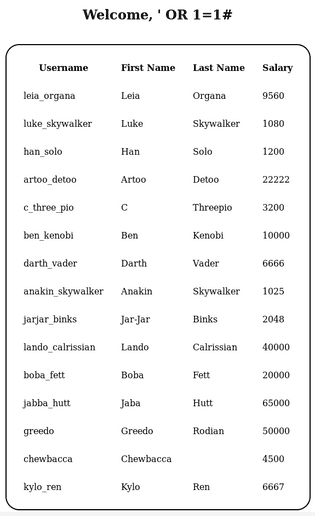 Welcome, ' OR 1=1#
Username First Name Last Name Salary
leia_organa Leia Organa 9560
luke_skywalker Luke Skywalker 1080
han_solo Han Solo 1200
artoo_detoo Artoo Detoo 22222
c_three_pio C Threepio 3200
ben_kenobi Ben Kenobi 10000
darth_vader Darth Vader 6666
anakin_skywalker Anakin Skywalker 1025
jarjar_binks Jar-Jar Binks 2048
lando_calrissian Lando Calrissian 40000
boba_fett Boba Fett 20000
jabba_hutt Jaba Hutt 65000
greedo Greedo Rodian 50000
chewbacca Chewbacca 4500
kylo_ren Kylo Ren 6667